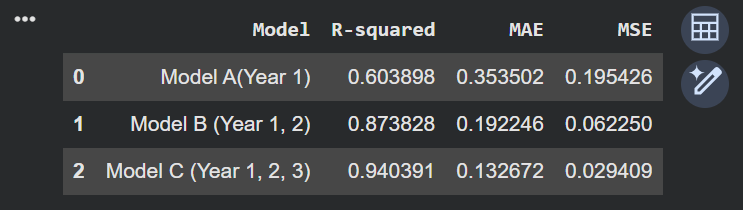 Model R-squared MAE MSE
0 Model A(Year 1) 0.603898 0.353502 0.195426
1 Model B (Year 1, 2) 0.873828 0.192246 0.062250
2 Model C (Year 1, 2, 3) 0.940391 0.132672 0.029409